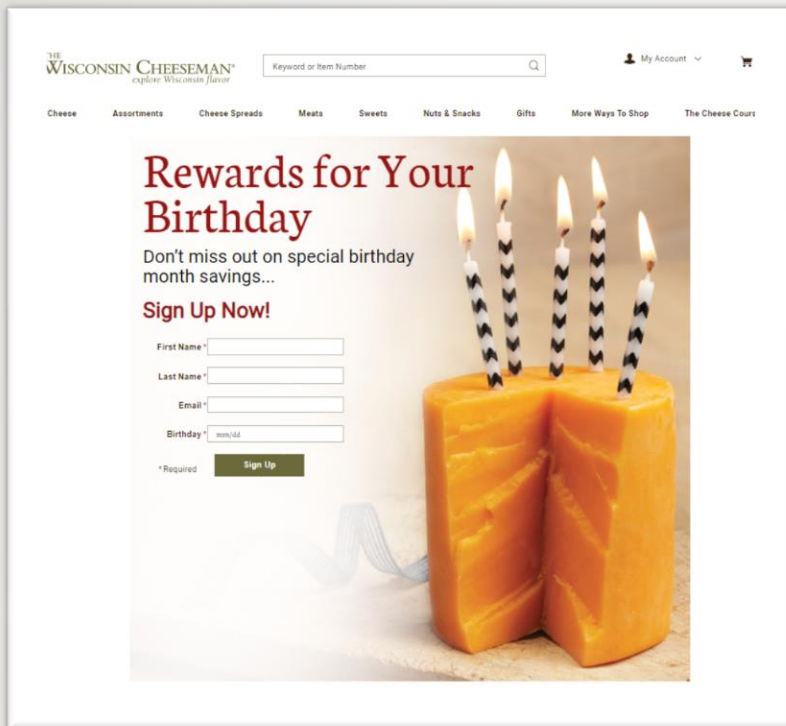 THE
WISCONSIN CHEESEMAN®
explore Wisconsin flavor
Keyword or Item Number
My Account
Cheese Assortments Cheese Spreads Meats Sweets Nuts & Snacks Gifts More Ways To Shop The Cheese Cours
Rewards for Your
Birthday
Don't miss out on special birthday
month savings...
Sign Up Now!
First Name *
Last Name *
Email *
Birthday * mm/dd
* Required Sign Up